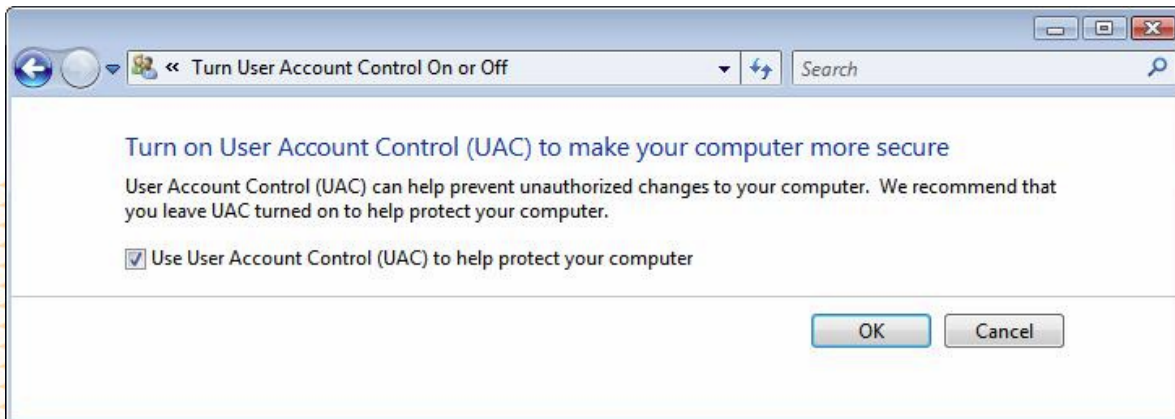 « Turn User Account Control On or Off
Search
Turn on User Account Control (UAC) to make your computer more secure
User Account Control (UAC) can help prevent unauthorized changes to your computer.  We recommend that
you leave UAC turned on to help protect your computer.
Use User Account Control (UAC) to help protect your computer
OK
Cancel